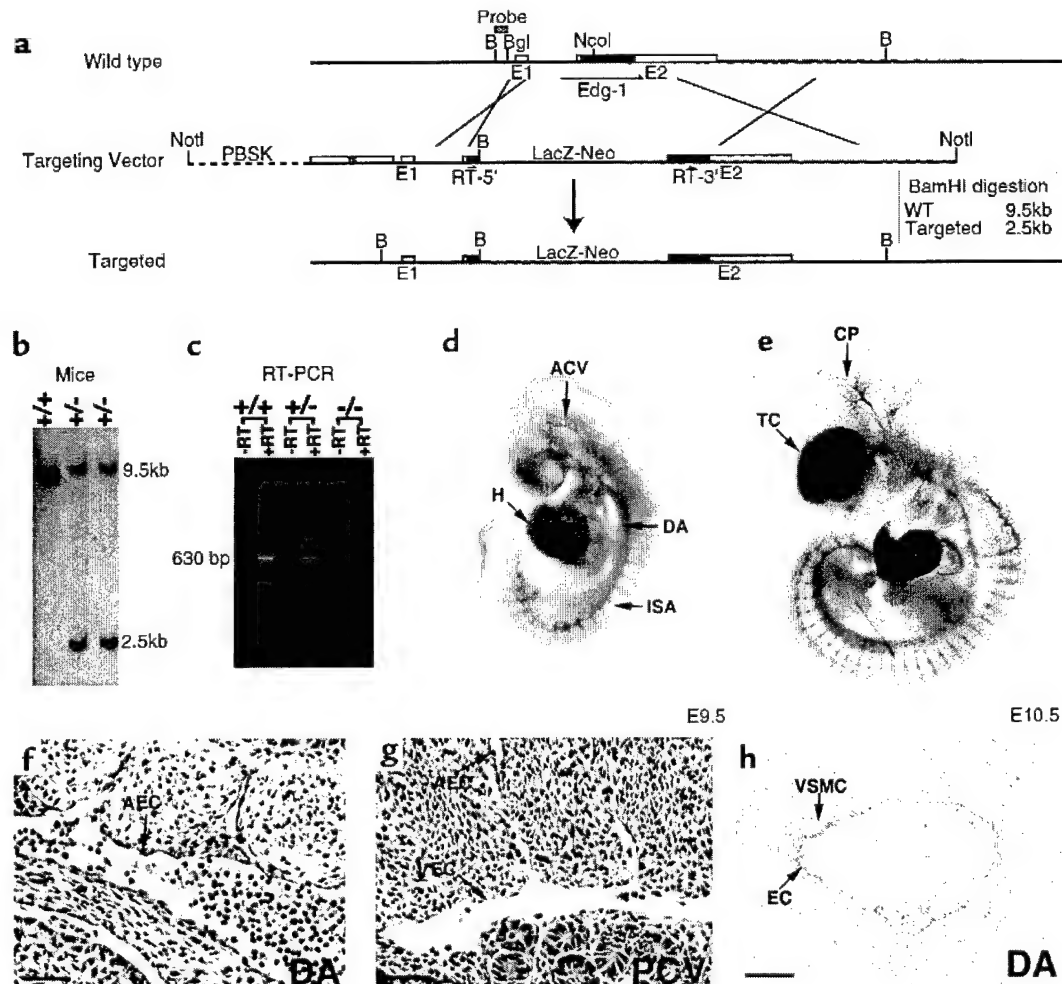 a
Probe
B BgI NcoI B
Wild type
E1 E2
Edg-1
NotI PBSK B LacZ-Neo NotI
Targeting Vector
E1 RT-5' RT-3' E2
BamHI digestion
WT 9.5kb
Targeted 2.5kb
B B LacZ-Neo B
Targeted
E1 E2
b
Mice
+/+ +/- +/-
9.5kb
2.5kb
c
RT-PCR
+/+ +/- -/-
-RT +RT -RT +RT -RT +RT
630 bp
d
ACV
H
DA
ISA
E9.5
e
CP
TC
E10.5
f
AEC
DA
g
AEC
VEC
PCV
h
VSMC
EC
DA